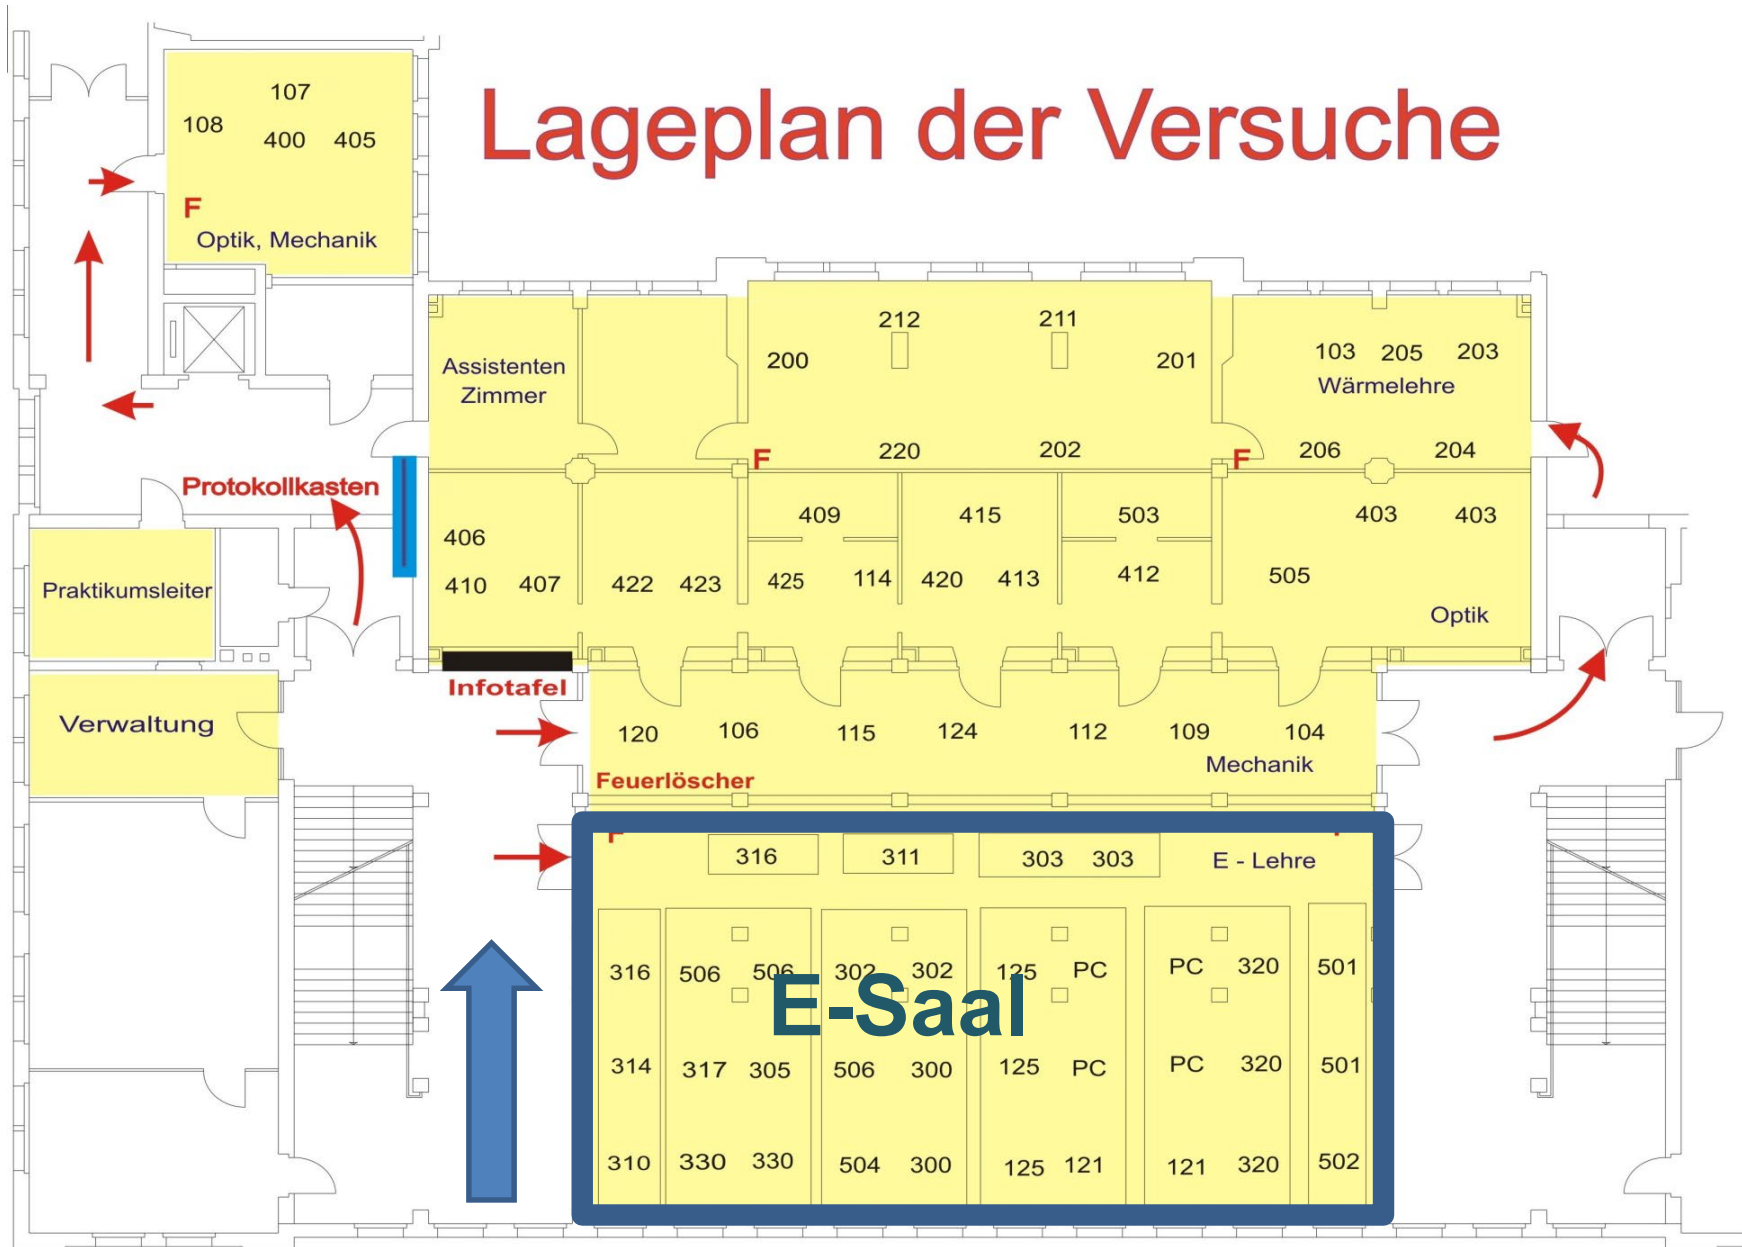 Lageplan der Versuche
107
108
400 405
F
Optik, Mechanik
212 211
200 201
103 205 203
Assistenten
Zimmer
Wärmelehre
F 220 202 F 206 204
Protokollkasten
409 415 503 403 403
406
410 407 422 423 425 114 420 413 412 505
Praktikumsleiter
Optik
Infotafel
Verwaltung
120 106 115 124 112 109 104
Mechanik
Feuerlöscher
F
316 311 303 303 E - Lehre
316 506 506 302 302 125 PC PC 320 501
E-Saal
314 317 305 506 300 125 PC PC 320 501
310 330 330 504 300 125 121 121 320 502